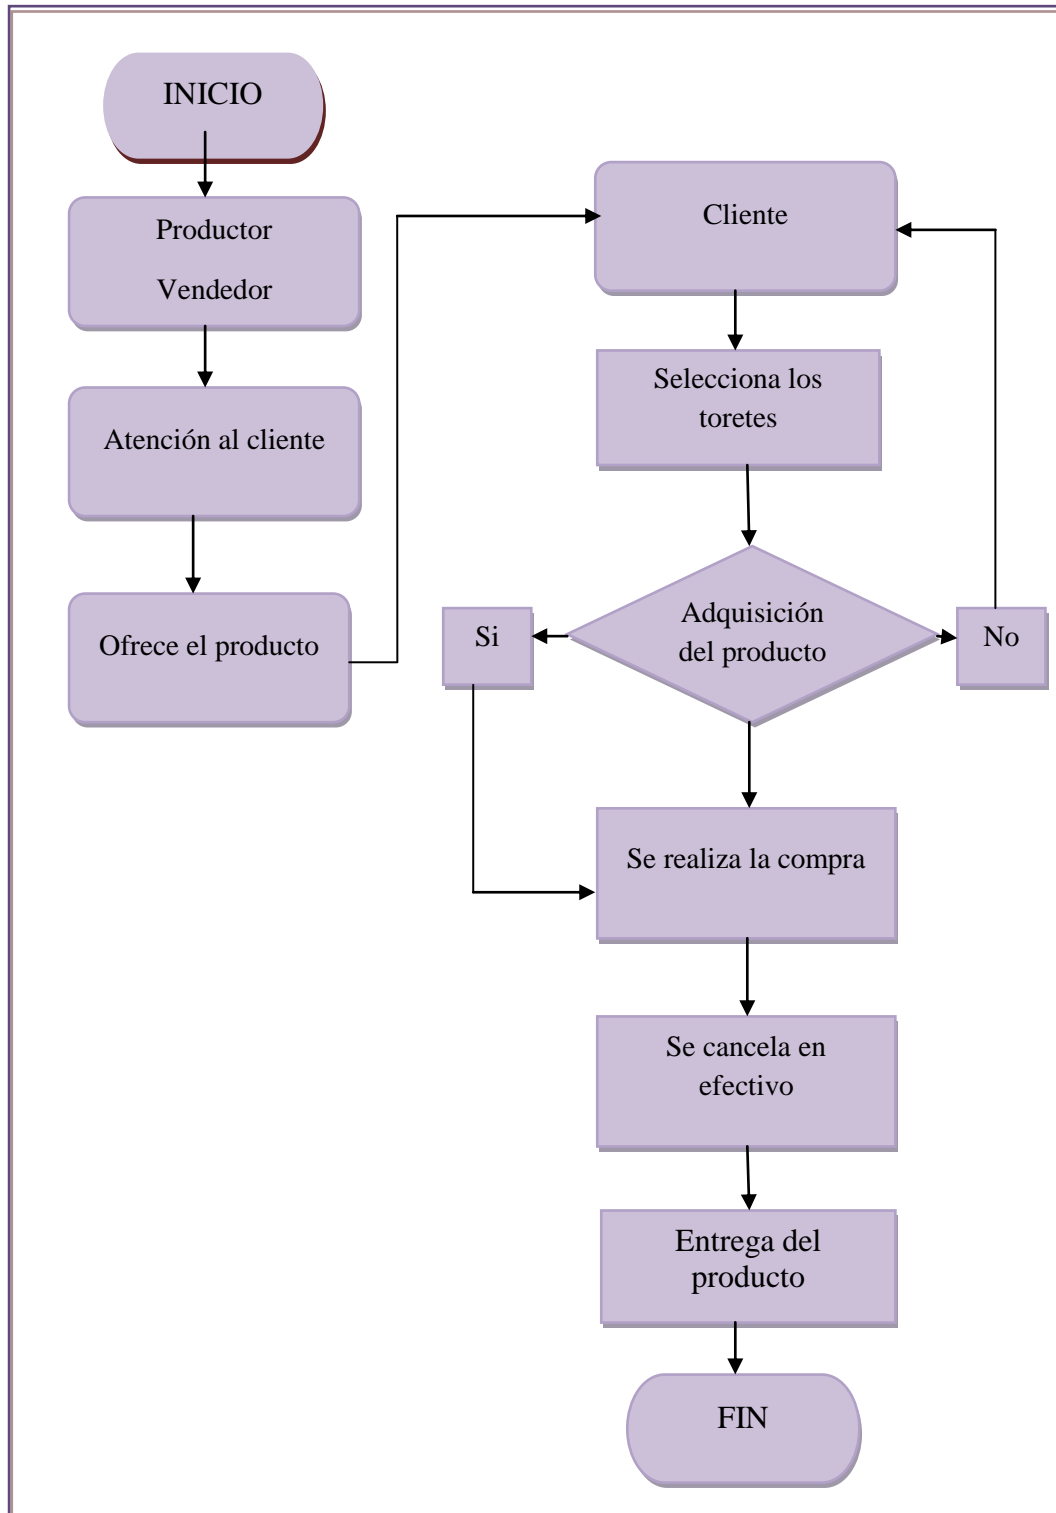 INICIO
Productor
Vendedor
Atención al cliente
Ofrece el producto
Cliente
Selecciona los
toretes
Adquisición
del producto
Si
No
Se realiza la compra
Se cancela en
efectivo
Entrega del
producto
FIN